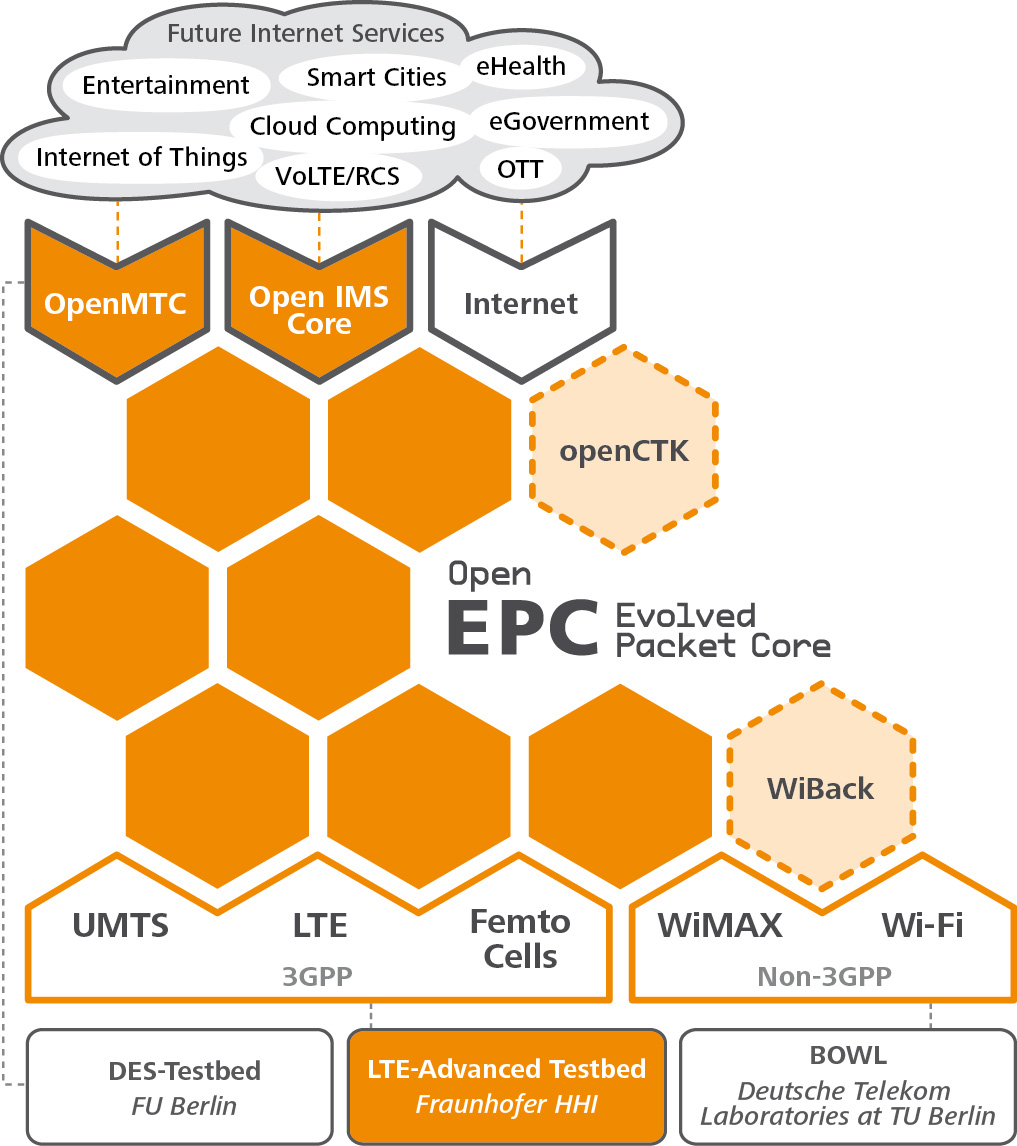 Future Internet Services
Entertainment
Smart Cities
eHealth
Cloud Computing
eGovernment
Internet of Things
VoLTE/RCS
OTT
OpenMTC
Open IMS
Core
Internet
openCTK
Open
EPC
Evolved
Packet Core
WiBack
UMTS
LTE
Femto
Cells
3GPP
WiMAX
Wi-Fi
Non-3GPP
DES-Testbed
FU Berlin
LTE-Advanced Testbed
Fraunhofer HHI
BOWL
Deutsche Telekom
Laboratories at TU Berlin